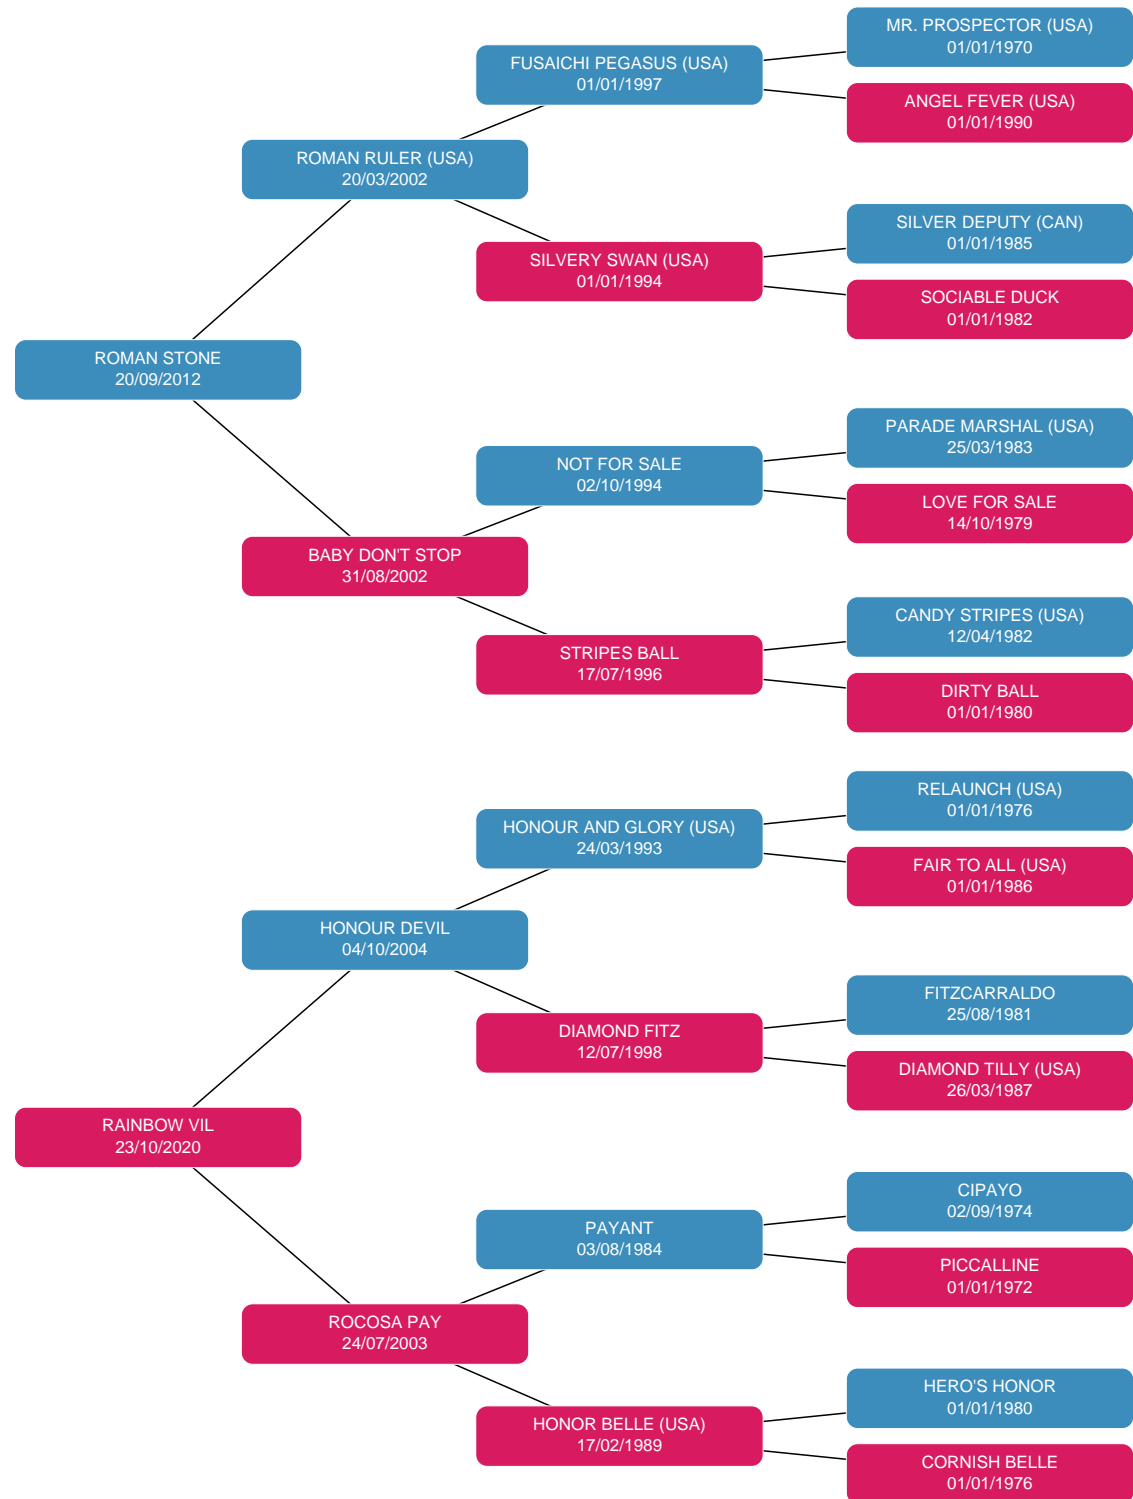 MR. PROSPECTOR (USA)
01/01/1970
FUSAICHI PEGASUS (USA)
01/01/1997
ANGEL FEVER (USA)
01/01/1990
ROMAN RULER (USA)
20/03/2002
SILVER DEPUTY (CAN)
01/01/1985
SILVERY SWAN (USA)
01/01/1994
SOCIABLE DUCK
01/01/1982
ROMAN STONE
20/09/2012
PARADE MARSHAL (USA)
25/03/1983
NOT FOR SALE
02/10/1994
LOVE FOR SALE
14/10/1979
BABY DON'T STOP
31/08/2002
CANDY STRIPES (USA)
12/04/1982
STRIPES BALL
17/07/1996
DIRTY BALL
01/01/1980
RELAUNCH (USA)
01/01/1976
HONOUR AND GLORY (USA)
24/03/1993
FAIR TO ALL (USA)
01/01/1986
HONOUR DEVIL
04/10/2004
FITZCARRALDO
25/08/1981
DIAMOND FITZ
12/07/1998
DIAMOND TILLY (USA)
26/03/1987
RAINBOW VIL
23/10/2020
CIPAYO
02/09/1974
PAYANT
03/08/1984
PICCALLINE
01/01/1972
ROCOSA PAY
24/07/2003
HERO'S HONOR
01/01/1980
HONOR BELLE (USA)
17/02/1989
CORNISH BELLE
01/01/1976